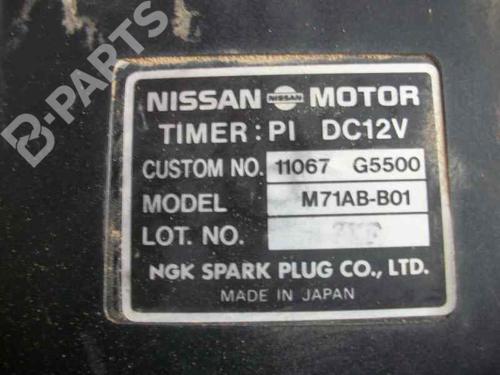 B-PARTS
NISSAN NISSAN MOTOR
TIMER: PI DC12V
CUSTOM NO. 11067 G5500
MODEL M71AB-B01
LOT. NO.
NGK SPARK PLUG CO., LTD.
MADE IN JAPAN